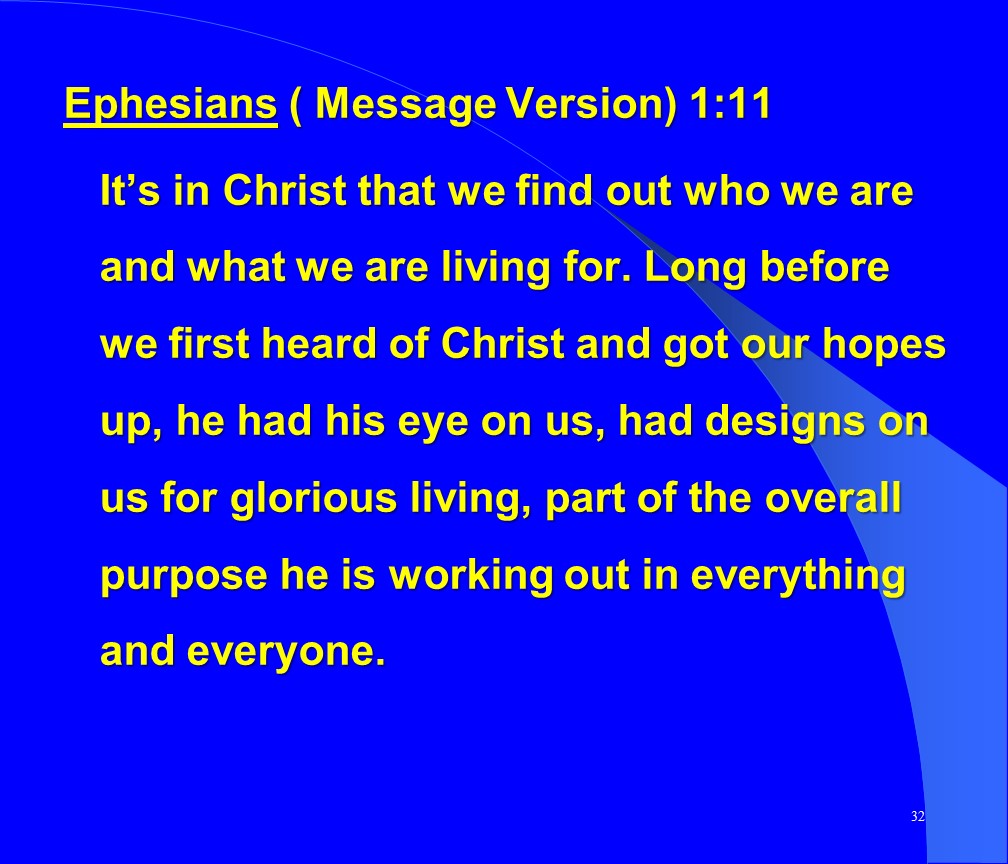 Ephesians ( Message Version) 1:11
It’s in Christ that we find out who we are
and what we are living for. Long before
we first heard of Christ and got our hopes
up, he had his eye on us, had designs on
us for glorious living, part of the overall
purpose he is working out in everything
and everyone.
32